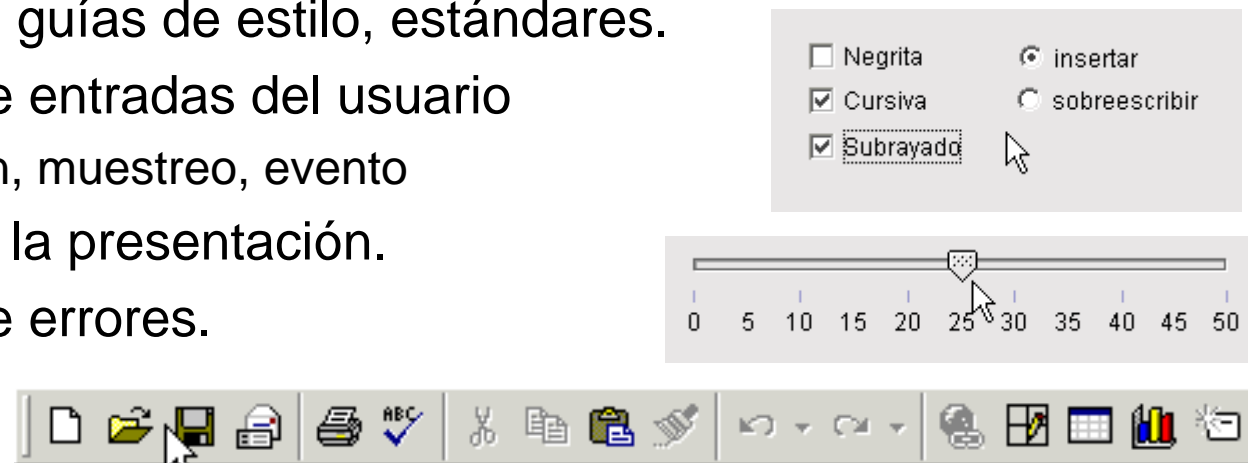 guías de estilo, estándares.
e entradas del usuario
n, muestreo, evento
la presentación.
e errores.
Negrita insertar
Cursiva sobreescribir
Subrayado
0 5 10 15 20 25 30 35 40 45 50
ABC